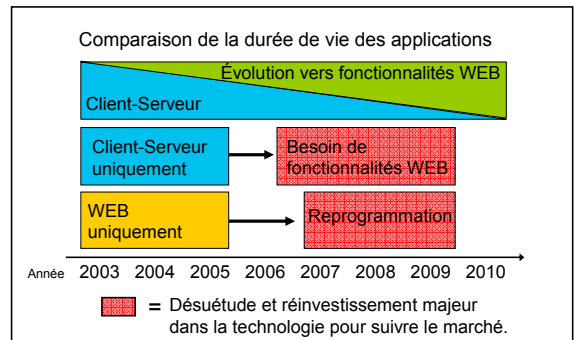 Comparaison de la durée de vie des applications
Évolution vers fonctionnalités WEB
Client-Serveur
Client-Serveur
uniquement
Besoin de
fonctionnalités WEB
WEB
uniquement
Reprogrammation
Année 2003 2004 2005 2006 2007 2008 2009 2010
= Désuétude et réinvestissement majeur
dans la technologie pour suivre le marché.